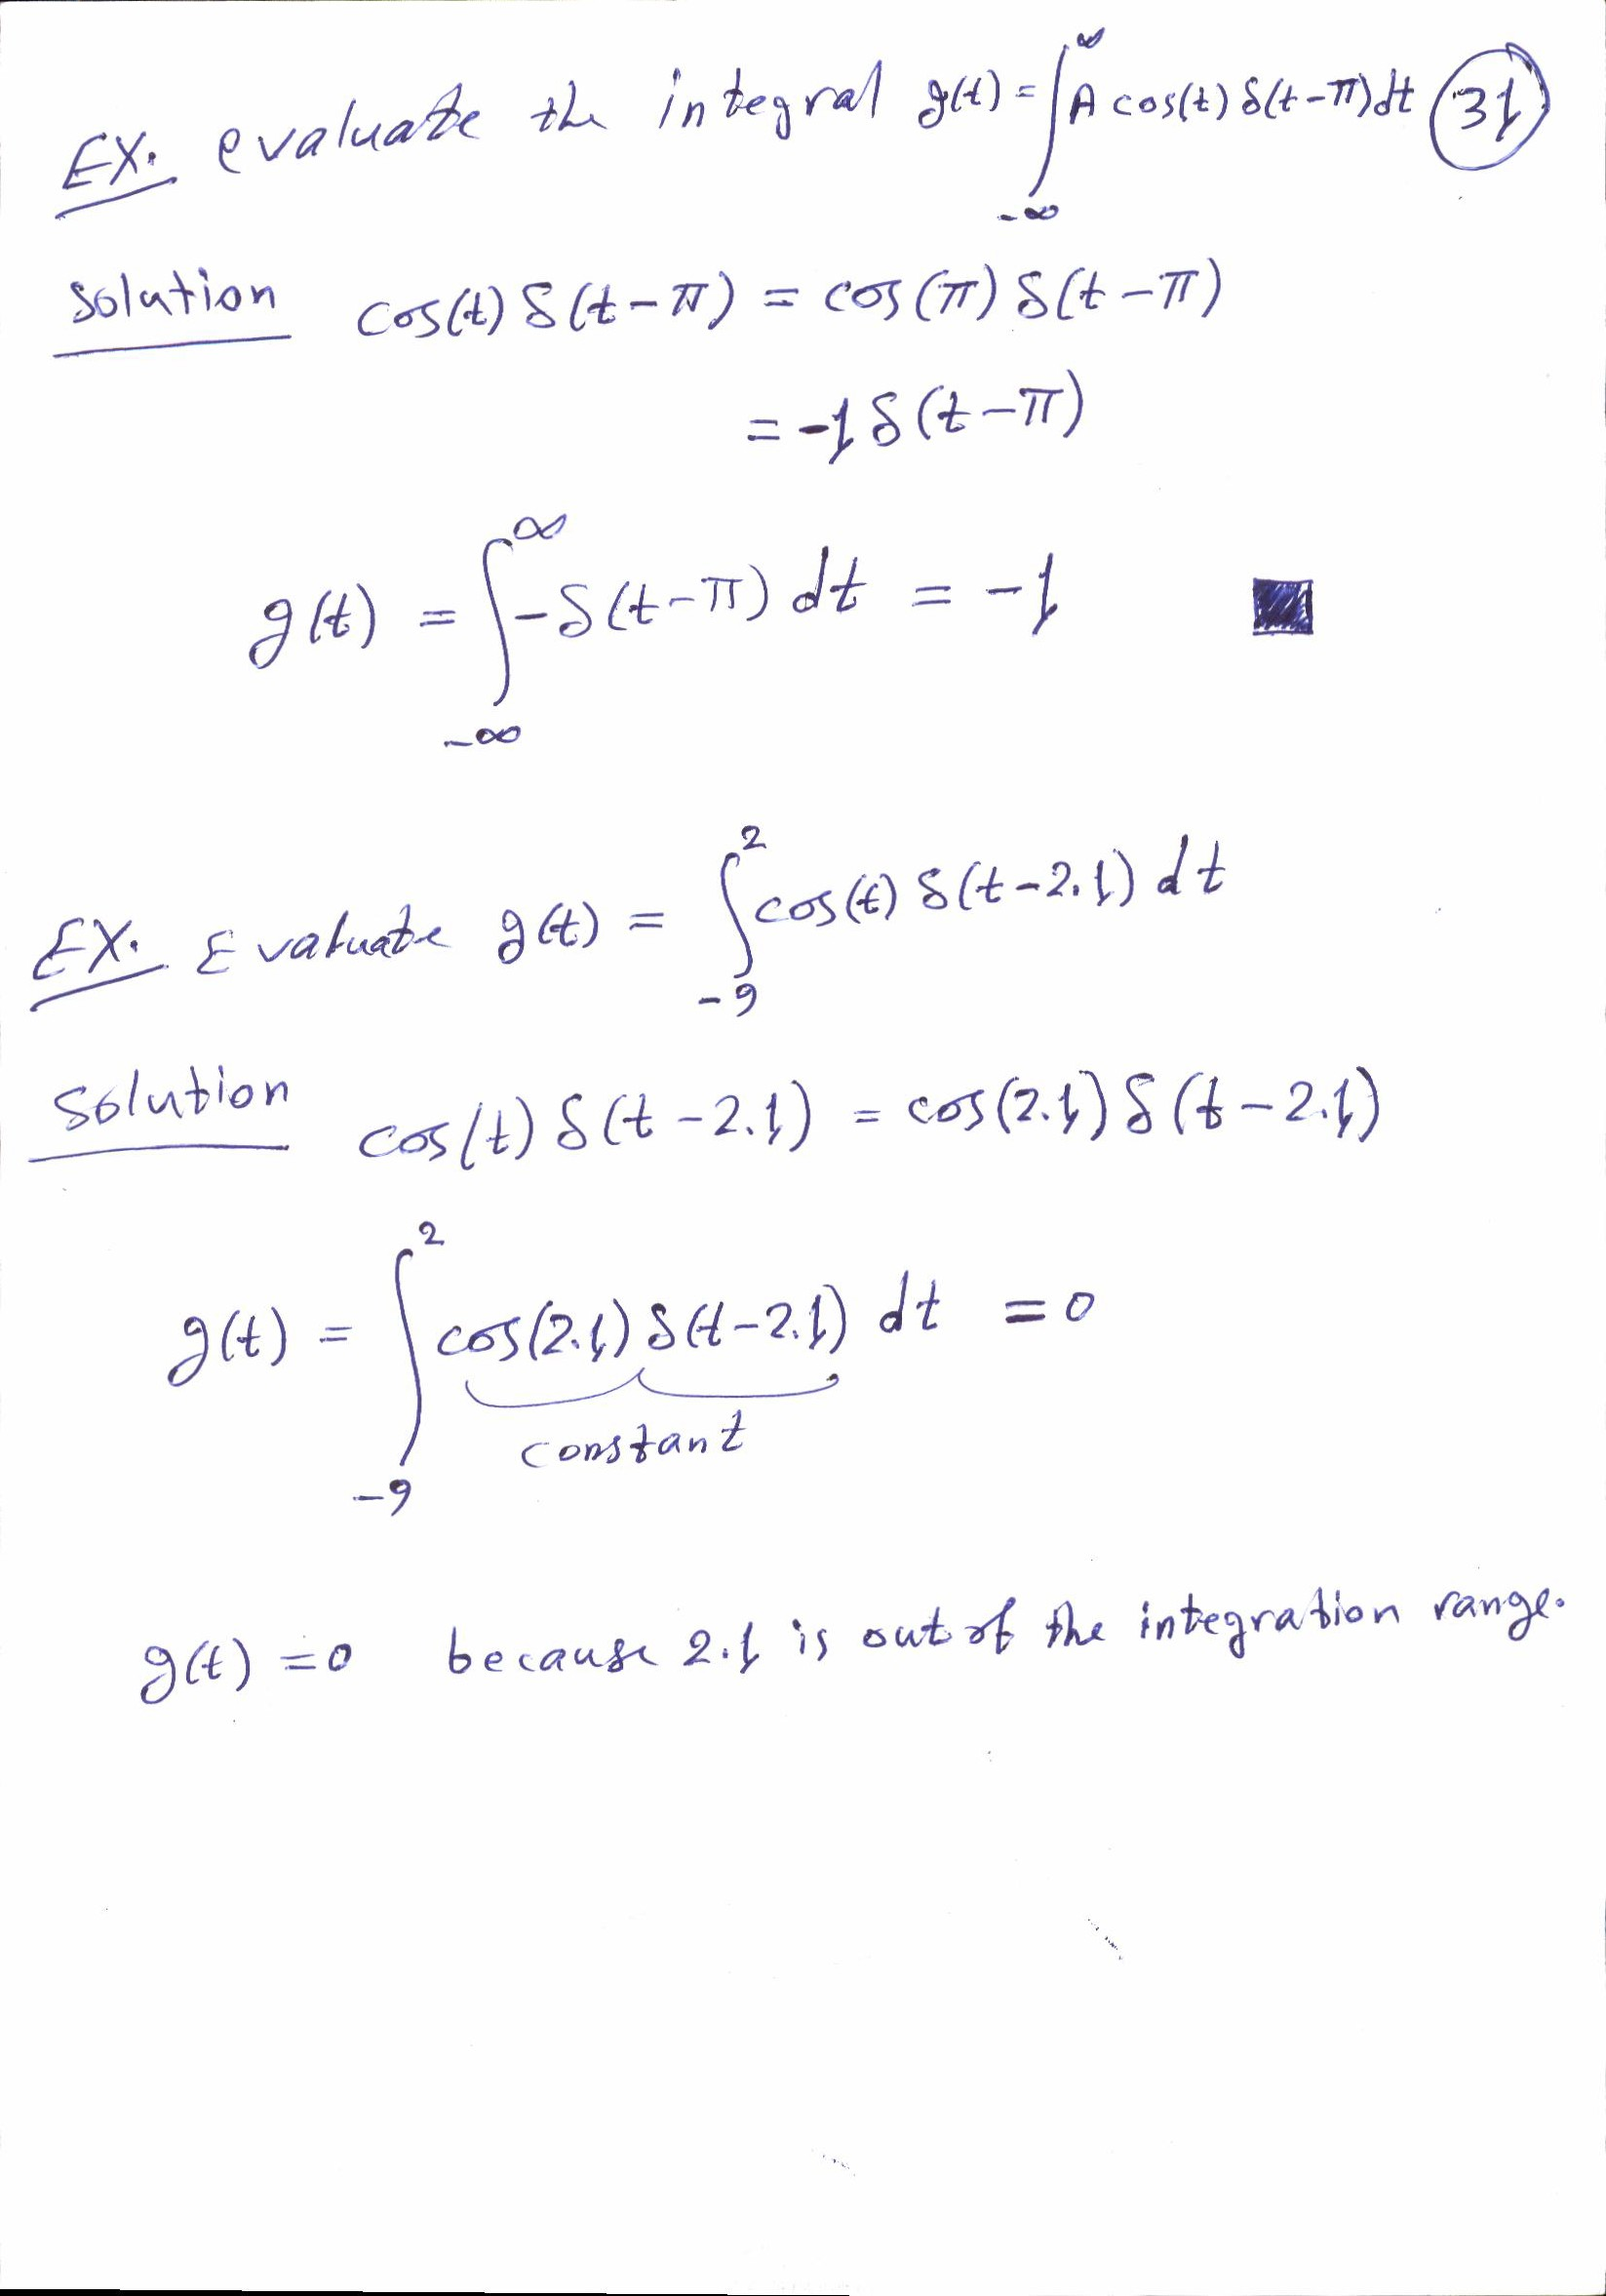 EX. evaluate the integral g(t) = ∫_{-∞}^{∞} A cos(t) δ(t-π) dt (31)
Solution cos(t) δ(t-π) = cos(π) δ(t-π)
= -1 δ(t-π)
g(t) = ∫_{-∞}^{∞} -δ(t-π) dt = -1 ■
EX. Evaluate g(t) = ∫_{-9}^{2} cos(t) δ(t-2.1) dt
Solution cos(t) δ(t-2.1) = cos(2.1) δ(t-2.1)
g(t) = ∫_{-9}^{2} cos(2.1) δ(t-2.1) dt = 0
constant
g(t) = 0 because 2.1 is out of the integration range.